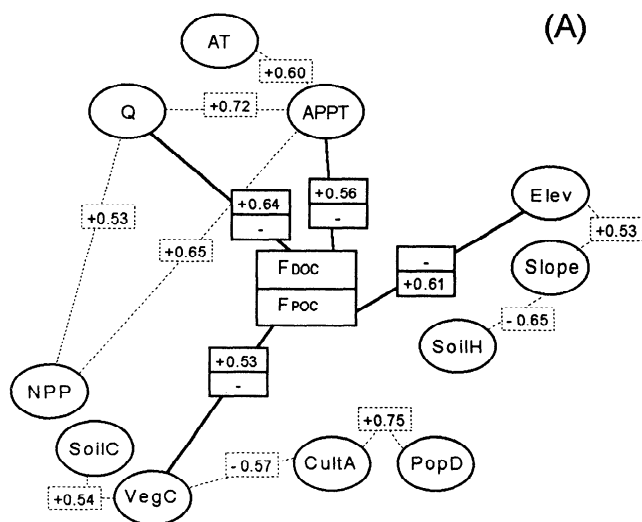 (A)
AT
+0.60
Q
+0.72
APPT
+0.64
-
+0.56
-
Elev
+0.53
+0.53
+0.65
FDOC
FPOC
-
+0.61
Slope
- 0.65
SoilH
+0.53
-
NPP
SoilC
+0.75
- 0.57
CultA
PopD
+0.54
VegC